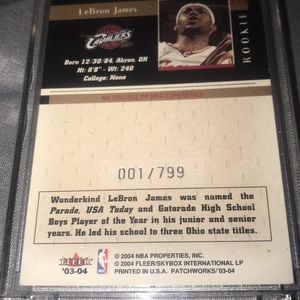 LeBron James
CAVALIERS
ROOKIE
Born 12-30-84, Akron, OH
Ht: 6'8" - Wt: 240
College: None
NO COLLEGE OR NBA EXPERIENCE
001/799
Wunderkind LeBron James was named the
Parade, USA Today and Gatorade High School
Boys Player of the Year in his junior and senior
years. He led his school to three Ohio state titles.
FLEER
'03-04
© 2004 NBA PROPERTIES, INC.
© 2004 FLEER/SKYBOX INTERNATIONAL LP
PRINTED IN U.S.A. PATCHWORKS/'03-04